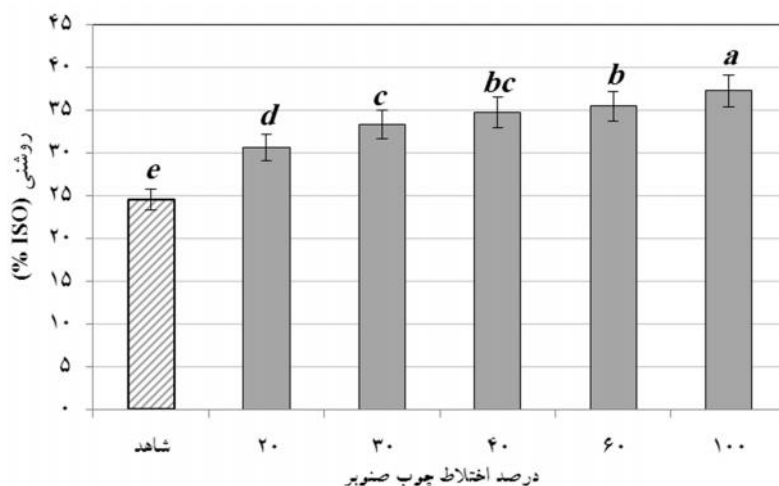 ۴۵
۴۰
۳۵
۳۰
۲۵
۲۰
۱۵
۱۰
۵
۰
روشنی (% ISO)
e
d
c
bc
b
a
شاهد ۲۰ ۳۰ ۴۰ ۶۰ ۱۰۰
درصد اختلاط چوب صنوبر